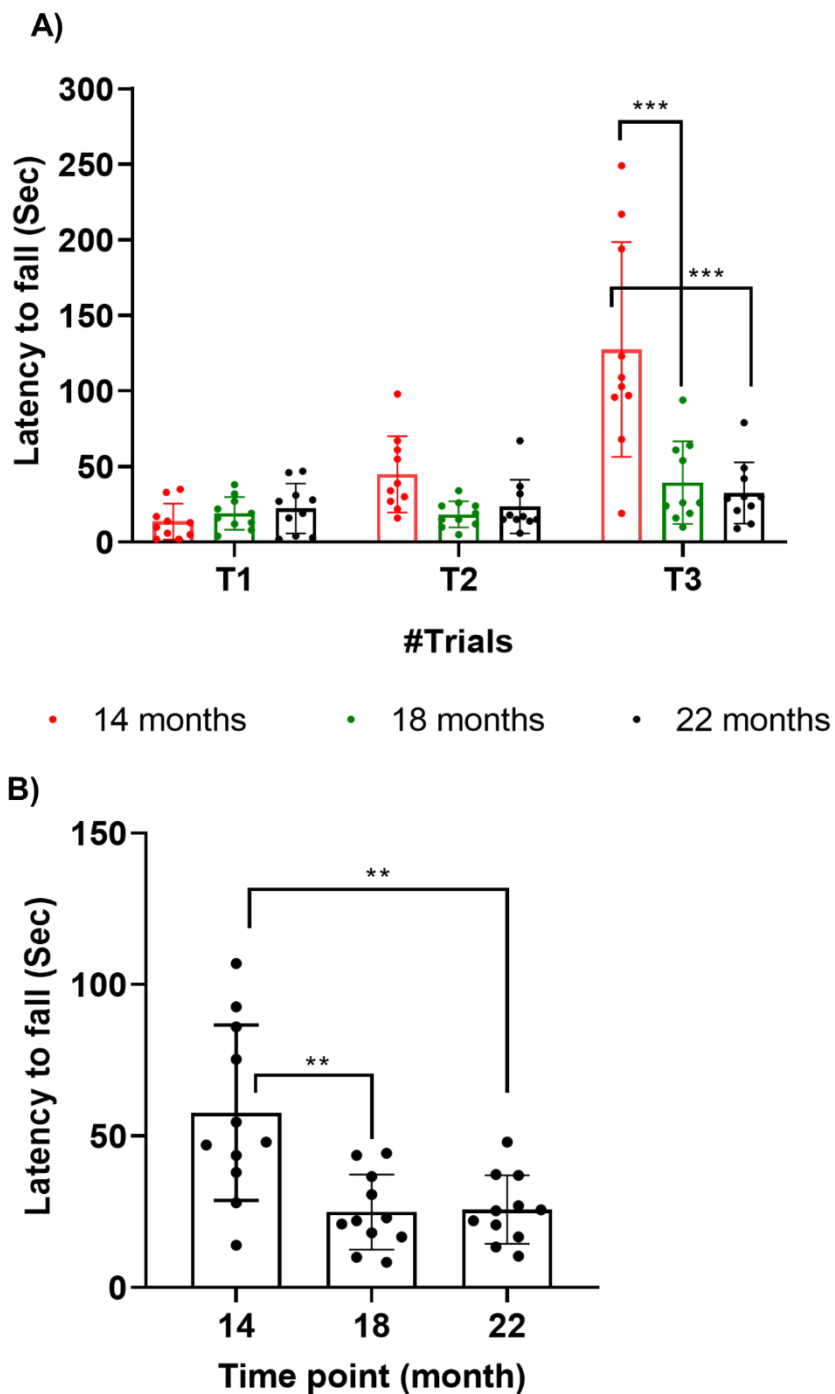 A)
Latency to fall (Sec)
300
250
200
150
100
50
0
***
***
T1 T2 T3
#Trials
14 months 18 months 22 months
B)
Latency to fall (Sec)
150
100
50
0
**
**
14 18 22
Time point (month)